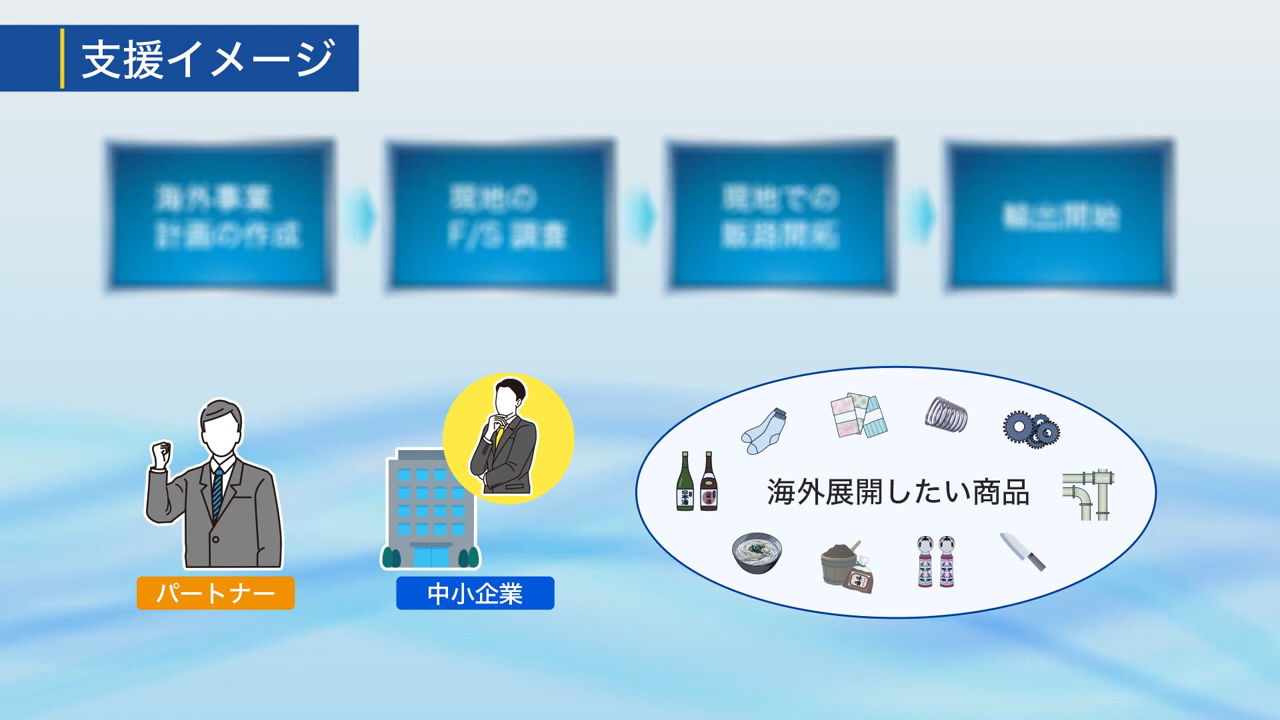 支援イメージ
海外事業
計画の作成
現地の
F/S 調査
現地での
販路開拓
輸出開始
海外展開したい商品
パートナー
中小企業